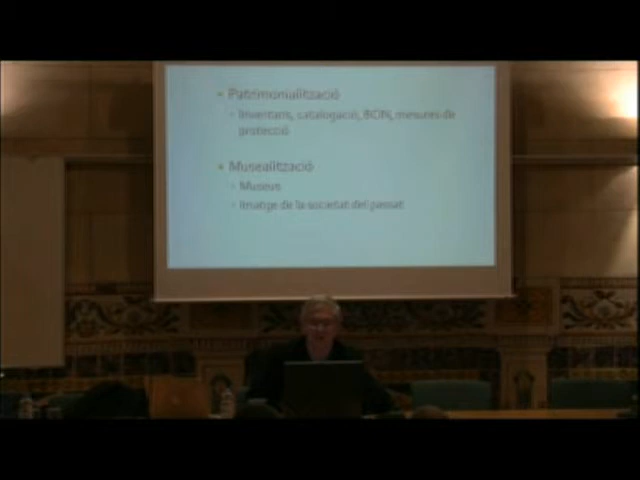 • Patrimonialització
◦ Inventaris, catalogació, BCIN, mesures de
protecció
• Musealització
◦ Museus
◦ Imatge de la societat del passat